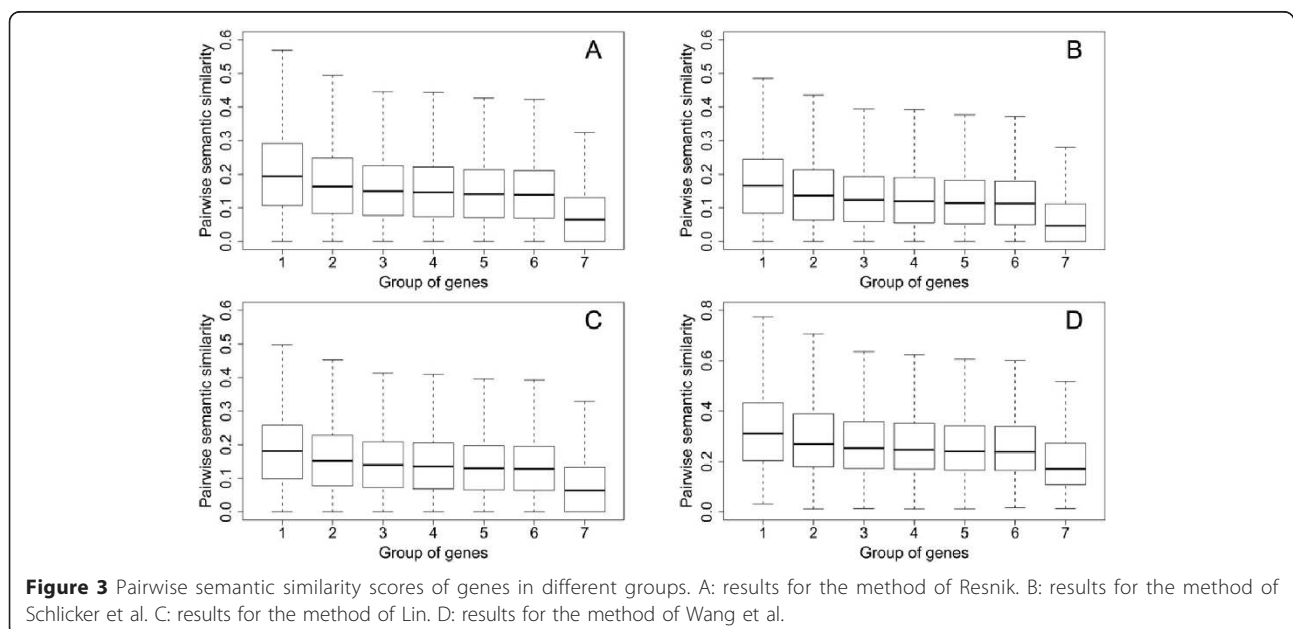 A
Pairwise semantic similarity
0.6
0.5
0.4
0.3
0.2
0.1
0.0
1 2 3 4 5 6 7
Group of genes
B
Pairwise semantic similarity
0.6
0.5
0.4
0.3
0.2
0.1
0.0
1 2 3 4 5 6 7
Group of genes
C
Pairwise semantic similarity
0.6
0.5
0.4
0.3
0.2
0.1
0.0
1 2 3 4 5 6 7
Group of genes
D
Pairwise semantic similarity
0.8
0.6
0.4
0.2
0.0
1 2 3 4 5 6 7
Group of genes
Figure 3 Pairwise semantic similarity scores of genes in different groups. A: results for the method of Resnik. B: results for the method of
Schlicker et al. C: results for the method of Lin. D: results for the method of Wang et al.